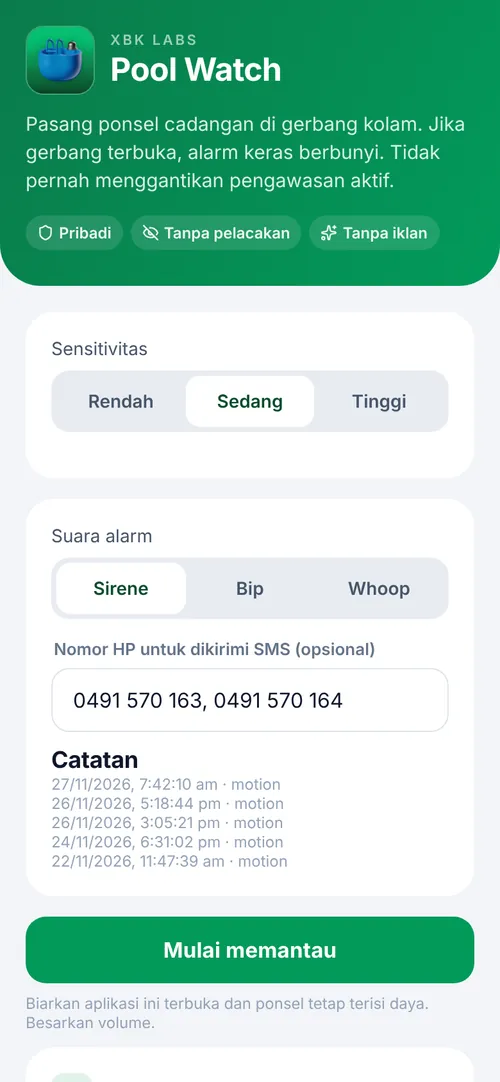 XBK LABS
Pool Watch
Pasang ponsel cadangan di gerbang kolam. Jika
gerbang terbuka, alarm keras berbunyi. Tidak
pernah menggantikan pengawasan aktif.
Pribadi Tanpa pelacakan Tanpa iklan
Sensitivitas
Rendah Sedang Tinggi
Suara alarm
Sirene Bip Whoop
Nomor HP untuk dikirimi SMS (opsional)
0491 570 163, 0491 570 164
Catatan
27/11/2026, 7:42:10 am · motion
26/11/2026, 5:18:44 pm · motion
26/11/2026, 3:05:21 pm · motion
24/11/2026, 6:31:02 pm · motion
22/11/2026, 11:47:39 am · motion
Mulai memantau
Biarkan aplikasi ini terbuka dan ponsel tetap terisi daya.
Besarkan volume.